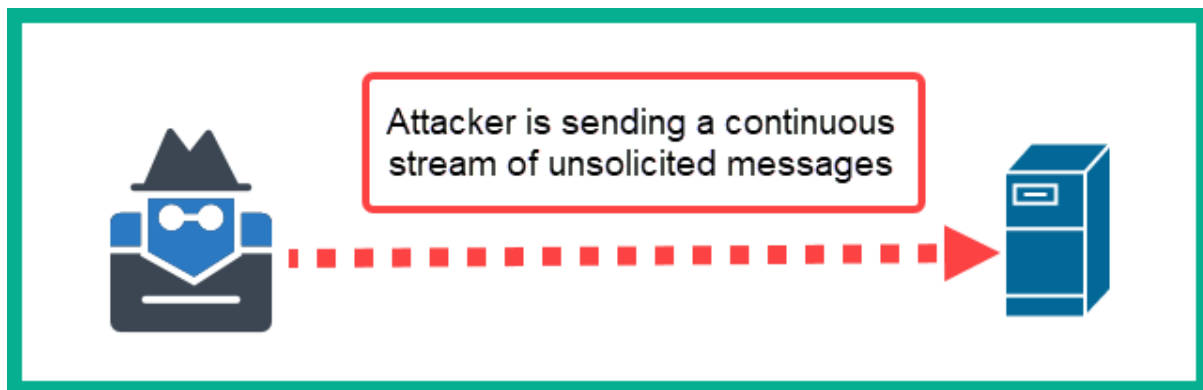 Attacker is sending a continuous
stream of unsolicited messages